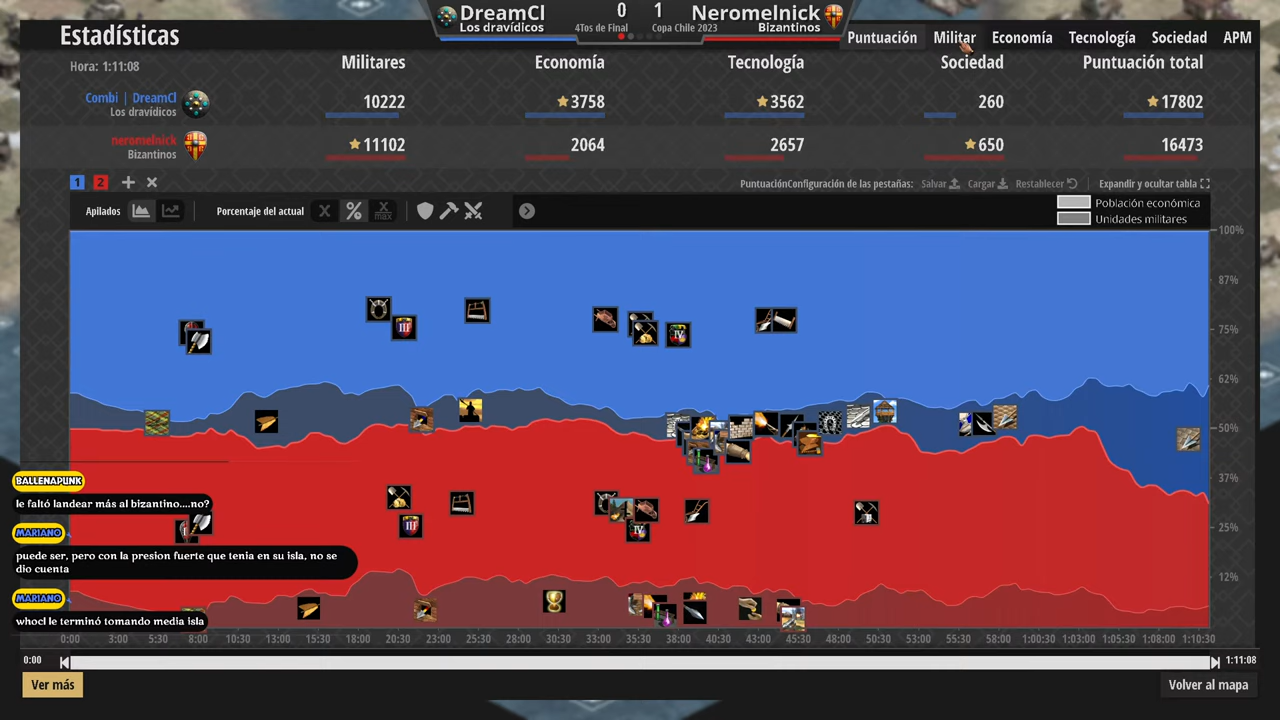 DreamCl
Los dravídicos
0 1
4Tos de Final
Copa Chile 2023
Neromelnick
Bizantinos
Estadísticas
Puntuación Militar Economía Tecnología Sociedad APM
Hora: 1:11:08
Militares Economía Tecnología Sociedad Puntuación total
Combi | DreamCl
Los dravídicos
10222 3758 3562 260 17802
neromelnick
Bizantinos
11102 2064 2657 650 16473
1 2
PuntuaciónConfiguración de las pestañas: Salvar Cargar Restablecer Expandir y ocultar tabla
Apilados Porcentaje del actual X % X/max
Población económica
Unidades militares
100%
87%
75%
62%
50%
37%
25%
12%
III
IV
III
IV
BALLENAPUNK
le faltó landear más al bizantino....no?
MARIANO
puede ser, pero con la presion fuerte que tenia en su isla, no se
dio cuenta
MARIANO
whocl le terminó tomando media isla
0:00 3:00 5:30 8:00 10:30 13:00 15:30 18:00 20:30 23:00 25:30 28:00 30:30 33:00 35:30 38:00 40:30 43:00 45:30 48:00 50:30 53:00 55:30 58:00 1:00:30 1:03:00 1:05:30 1:08:00 1:10:30
0:00 1:11:08
Ver más
Volver al mapa